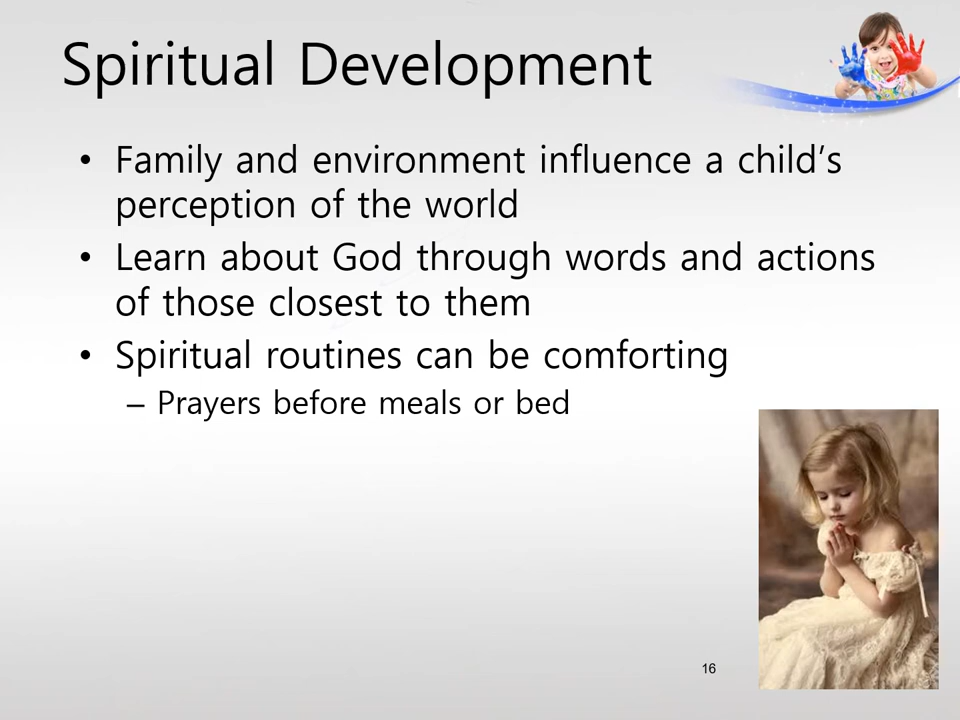 Spiritual Development
• Family and environment influence a child's
perception of the world
• Learn about God through words and actions
of those closest to them
• Spiritual routines can be comforting
– Prayers before meals or bed
16